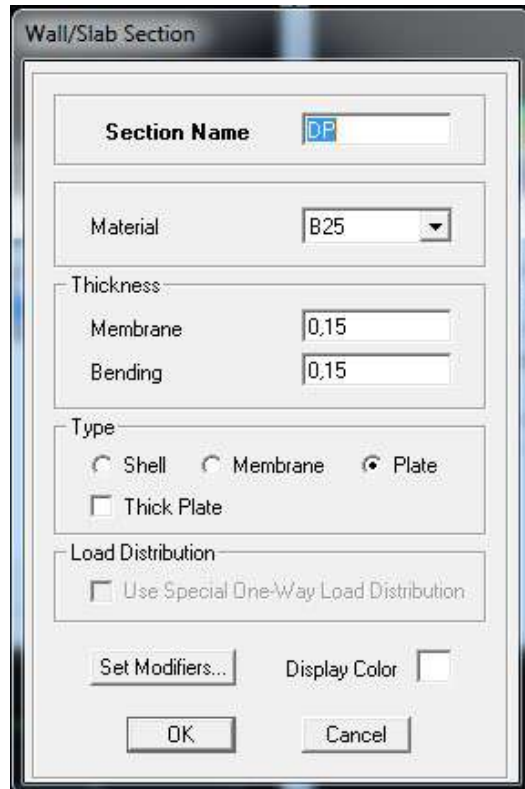 Wall/Slab Section
Section Name DP
Material B25
Thickness
Membrane 0,15
Bending 0,15
Type
Shell Membrane Plate
Thick Plate
Load Distribution
Use Special One-Way Load Distribution
Set Modifiers... Display Color
OK Cancel